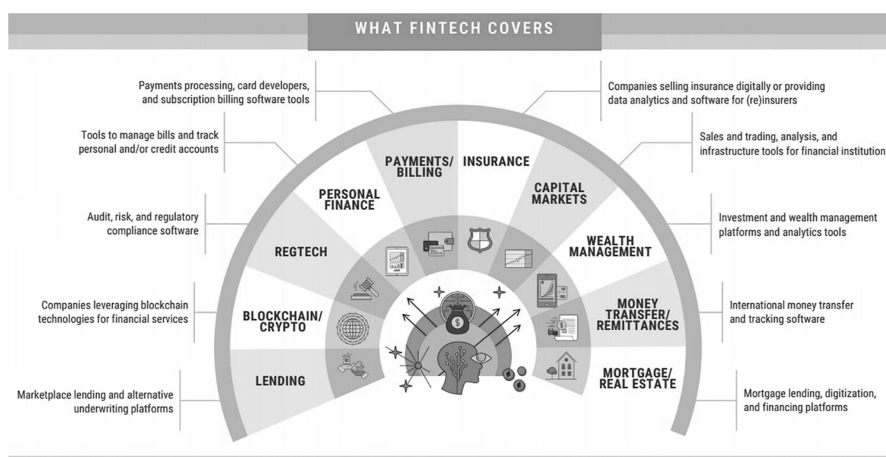 WHAT FINTECH COVERS
Payments processing, card developers,
and subscription billing software tools
Companies selling insurance digitally or providing
data analytics and software for (re)insurers
Tools to manage bills and track
personal and/or credit accounts
Sales and trading, analysis, and
infrastructure tools for financial institution
Audit, risk, and regulatory
compliance software
Investment and wealth management
platforms and analytics tools
Companies leveraging blockchain
technologies for financial services
International money transfer
and tracking software
Marketplace lending and alternative
underwriting platforms
Mortgage lending, digitization,
and financing platforms
LENDING
BLOCKCHAIN/
CRYPTO
REGTECH
PERSONAL
FINANCE
PAYMENTS/
BILLING
INSURANCE
CAPITAL
MARKETS
WEALTH
MANAGEMENT
MONEY
TRANSFER/
REMITTANCES
MORTGAGE/
REAL ESTATE
$